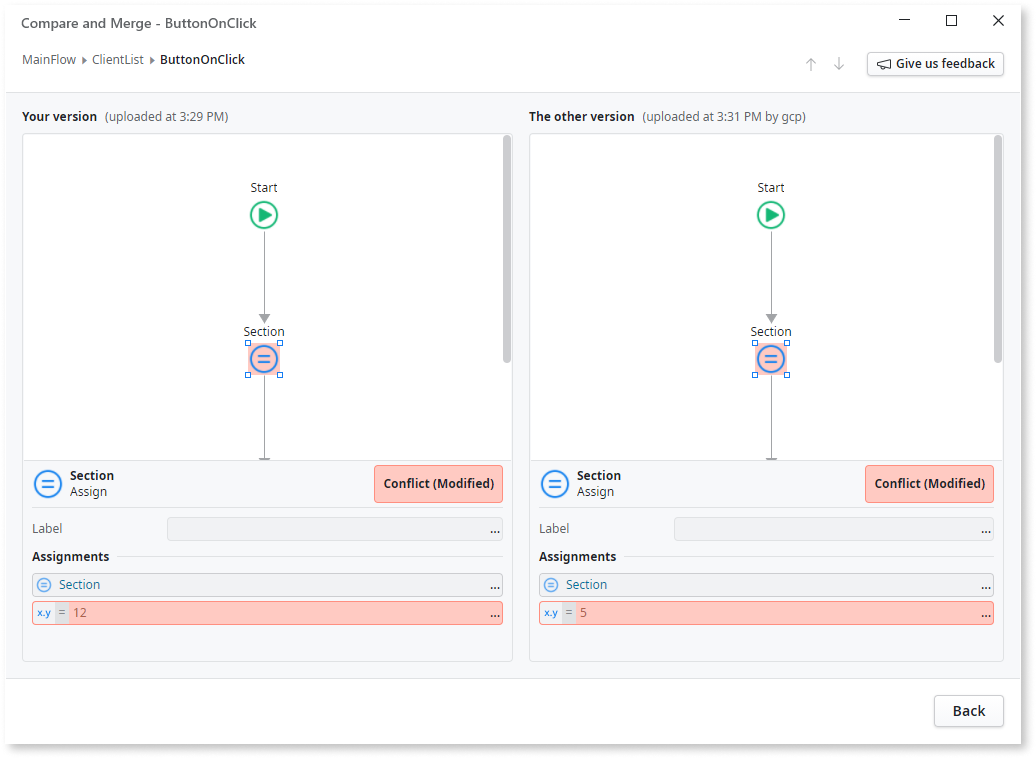 Compare and Merge - ButtonOnClick
MainFlow ▸ ClientList ▸ ButtonOnClick
Give us feedback
Your version (uploaded at 3:29 PM)
The other version (uploaded at 3:31 PM by gcp)
Start
Start
Section
Section
Section
Assign
Conflict (Modified)
Label
...
Assignments
Section
...
x.y = 12
...
Section
Assign
Conflict (Modified)
Label
...
Assignments
Section
...
x.y = 5
...
Back